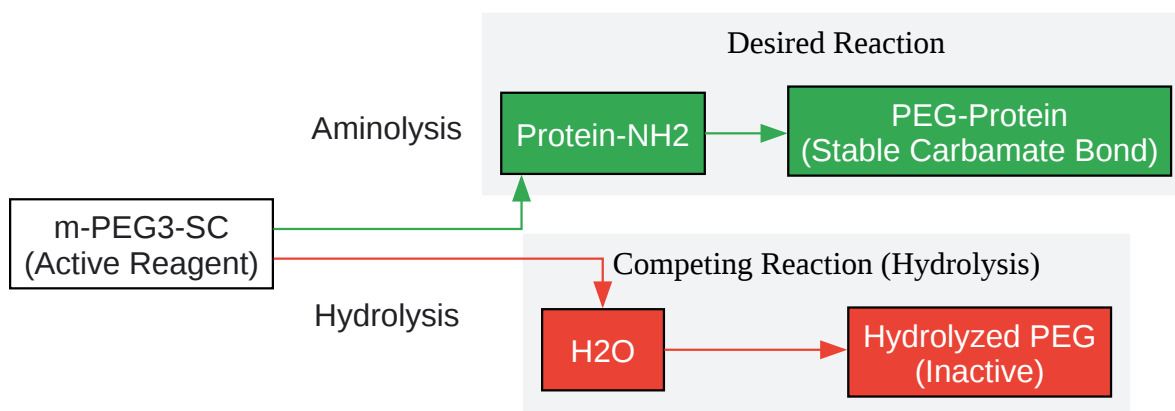 Desired Reaction
Aminolysis
Protein-NH2
PEG-Protein
(Stable Carbamate Bond)
m-PEG3-SC
(Active Reagent)
Competing Reaction (Hydrolysis)
Hydrolysis
H2O
Hydrolyzed PEG
(Inactive)